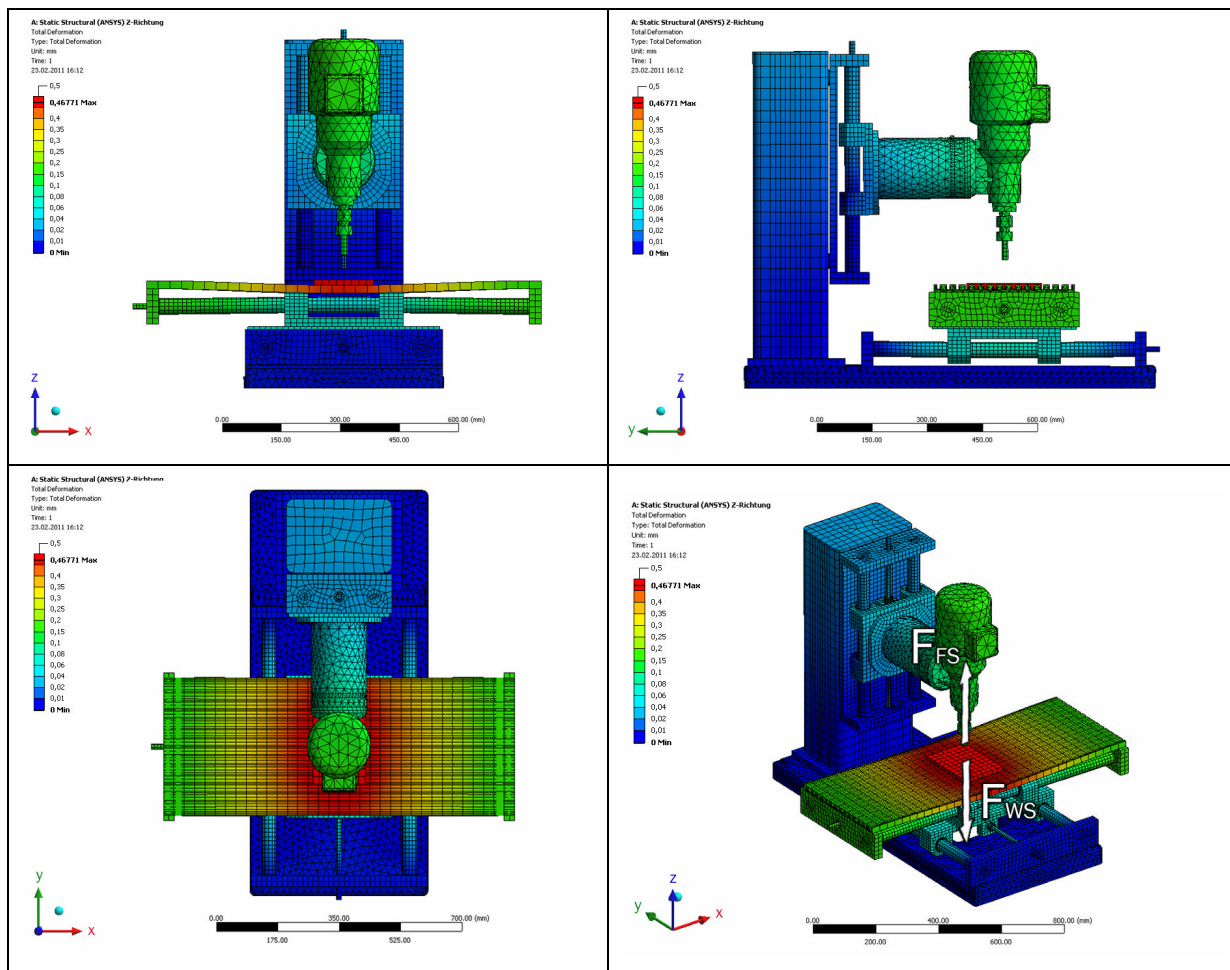 A: Static Structural (ANSYS) Z-Richtung
Total Deformation
Type: Total Deformation
Unit: mm
Time: 1
23.02.2011 16:12
0,5
0,46771 Max
0,4
0,35
0,3
0,25
0,2
0,15
0,1
0,08
0,06
0,04
0,02
0,01
0 Min
z
x
0.00
300.00
600.00 (mm)
150.00
450.00
A: Static Structural (ANSYS) Z-Richtung
Total Deformation
Type: Total Deformation
Unit: mm
Time: 1
23.02.2011 16:12
0,5
0,46771 Max
0,4
0,35
0,3
0,25
0,2
0,15
0,1
0,08
0,06
0,04
0,02
0,01
0 Min
z
y
0.00
300.00
600.00 (mm)
150.00
450.00
A: Static Structural (ANSYS) Z-Richtung
Total Deformation
Type: Total Deformation
Unit: mm
Time: 1
23.02.2011 16:12
0,5
0,46771 Max
0,4
0,35
0,3
0,25
0,2
0,15
0,1
0,08
0,06
0,04
0,02
0,01
0 Min
y
x
0.00
350.00
700.00 (mm)
175.00
525.00
A: Static Structural (ANSYS) Z-Richtung
Total Deformation
Type: Total Deformation
Unit: mm
Time: 1
23.02.2011 16:12
0,5
0,46771 Max
0,4
0,35
0,3
0,25
0,2
0,15
0,1
0,08
0,06
0,04
0,02
0,01
0 Min
FFS
FWS
z
y
x
0.00
400.00
800.00 (mm)
200.00
600.00